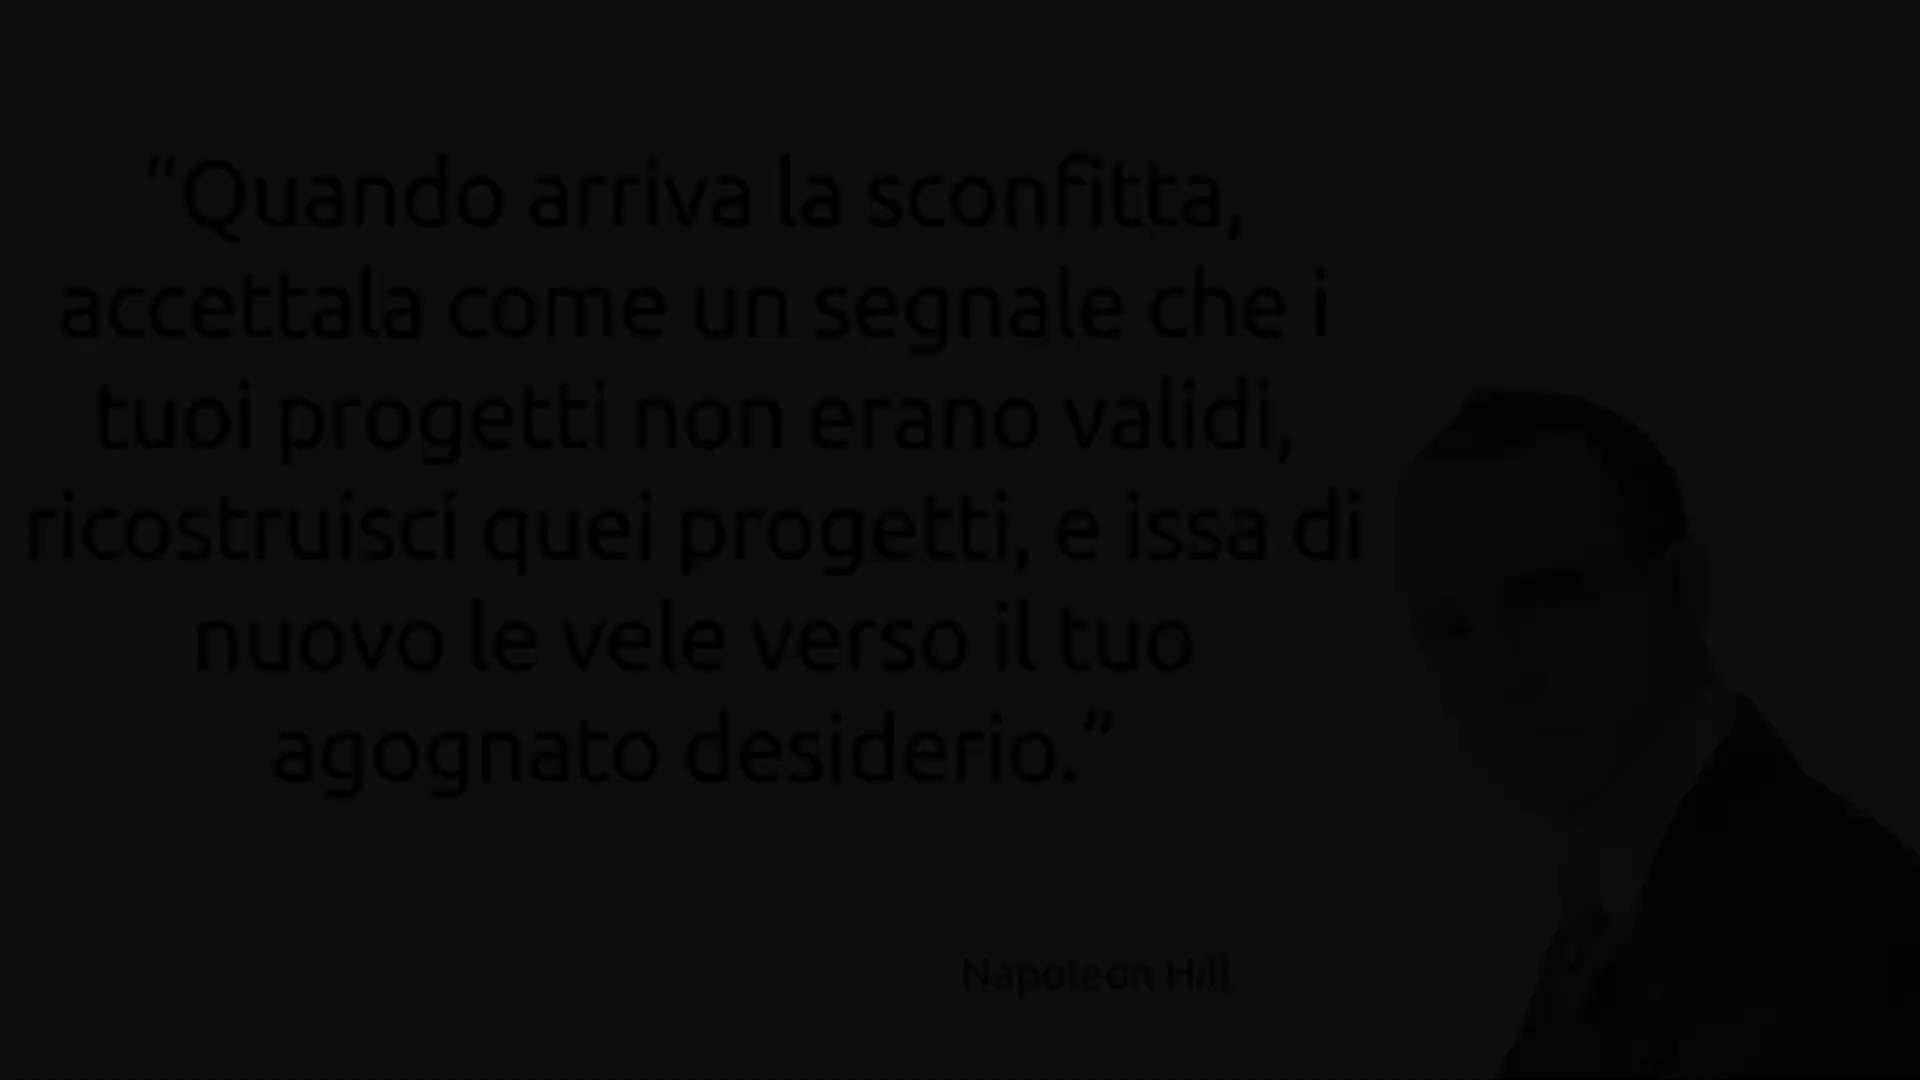 “Quando arriva la sconfitta,
accettala come un segnale che i
tuoi progetti non erano validi,
ricostruisci quei progetti, e issa di
nuovo le vele verso il tuo
agognato desiderio.”
Napoleon Hill